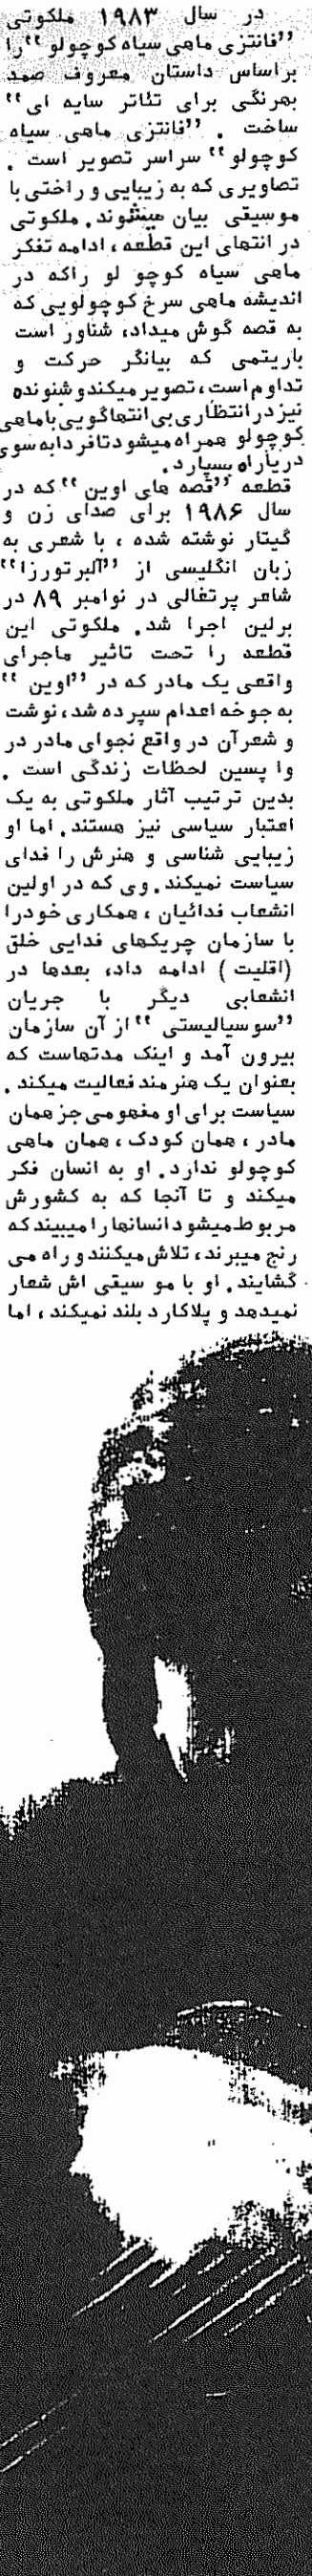 در سال ۱۹۸۳ ملکوتی
"فانتزی ماهی سیاه کوچولو" را
براساس داستان معروف صمد
بهرنگی برای تئاتر سایه ای"
ساخت . "فانتزی ماهی سیاه
کوچولو" سراسر تصویر است .
تصاویری که به زیبایی و راختی با
موسیقی بیان میشوند. ملکوتی
در انتهای این قطعه ، ادامه تفکر
ماهی سیاه کوچو لو راکه در
اندیشه ماهی سرخ کوچولویی که
به قصه گوش میداد، شناور است
باریتمی که بیانگر حرکت و
تداوم است ، تصویر میکند و شنونده
نیز در انتظاری بی انتها گویی با ماهی
کوچولو همراه میشود تا فردا به سوی
دریا راه بسپارد.
قطعه "قصه های اوین" که در
سال ۱۹۸۶ برای صدای زن و
گیتار نوشته شده ، با شعری به
زبان انگلیسی از "آلبرتورزا"
شاعر پرتغالی در نوامبر ۸۹ در
برلین اجرا شد. ملکوتی این
قطعه را تحت تاثیر ماجرای
واقعی یک مادر که در "اوین"
به جوخه اعدام سپرده شد، نوشت
و شعرآن در واقع نجوای مادر در
وا پسین لحظات زندگی است .
بدین ترتیب آثار ملکوتی به یک
اعتبار سیاسی نیز هستند. اما او
زیبایی شناسی و هنرش را فدای
سیاست نمیکند. وی که در اولین
انشعاب فدائیان ، همکاری خودرا
با سازمان چریکهای فدایی خلق
(اقلیت) ادامه داد، بعدها در
انشعابی دیگر با جریان
"سوسیالیستی" از آن سازمان
بیرون آمد و اینک مدتهاست که
بعنوان یک هنرمند فعالیت میکند .
سیاست برای او مفهومی جز همان
مادر ، همان کودک ، همان ماهی
کوچولو ندارد. او به انسان فکر
میکند و تا آنجا که به کشورش
مربوط میشود انسانها را میبیند که
رنج میبرند، تلاش میکنند و راه می
گشایند. او با مو سیقی اش شعار
نمیدهد و پلاکارد بلند نمیکند ، اما